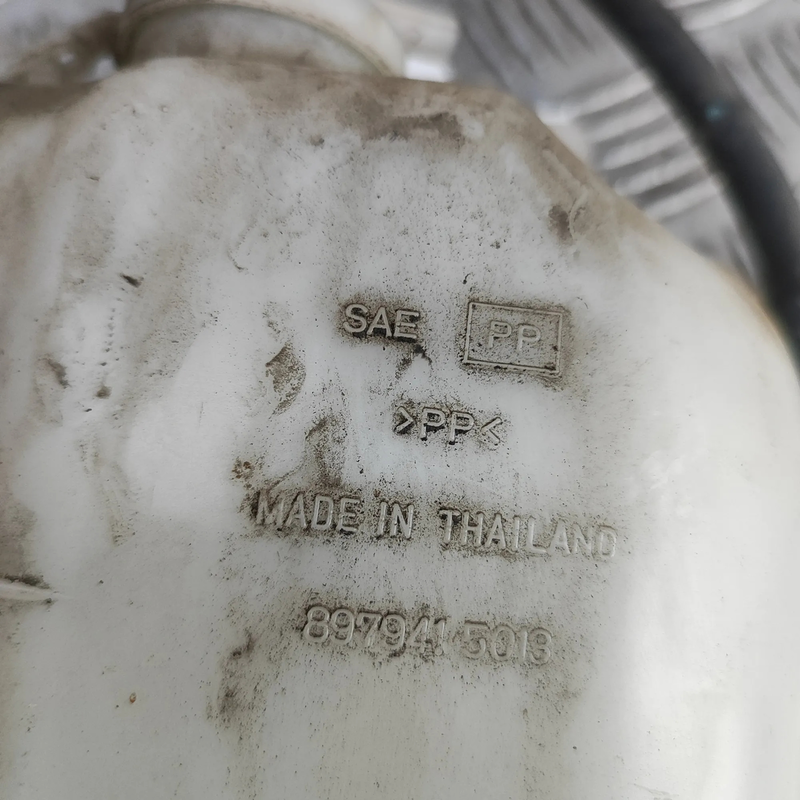 SAE PP
>PP<
MADE IN THAILAND
897941 5013